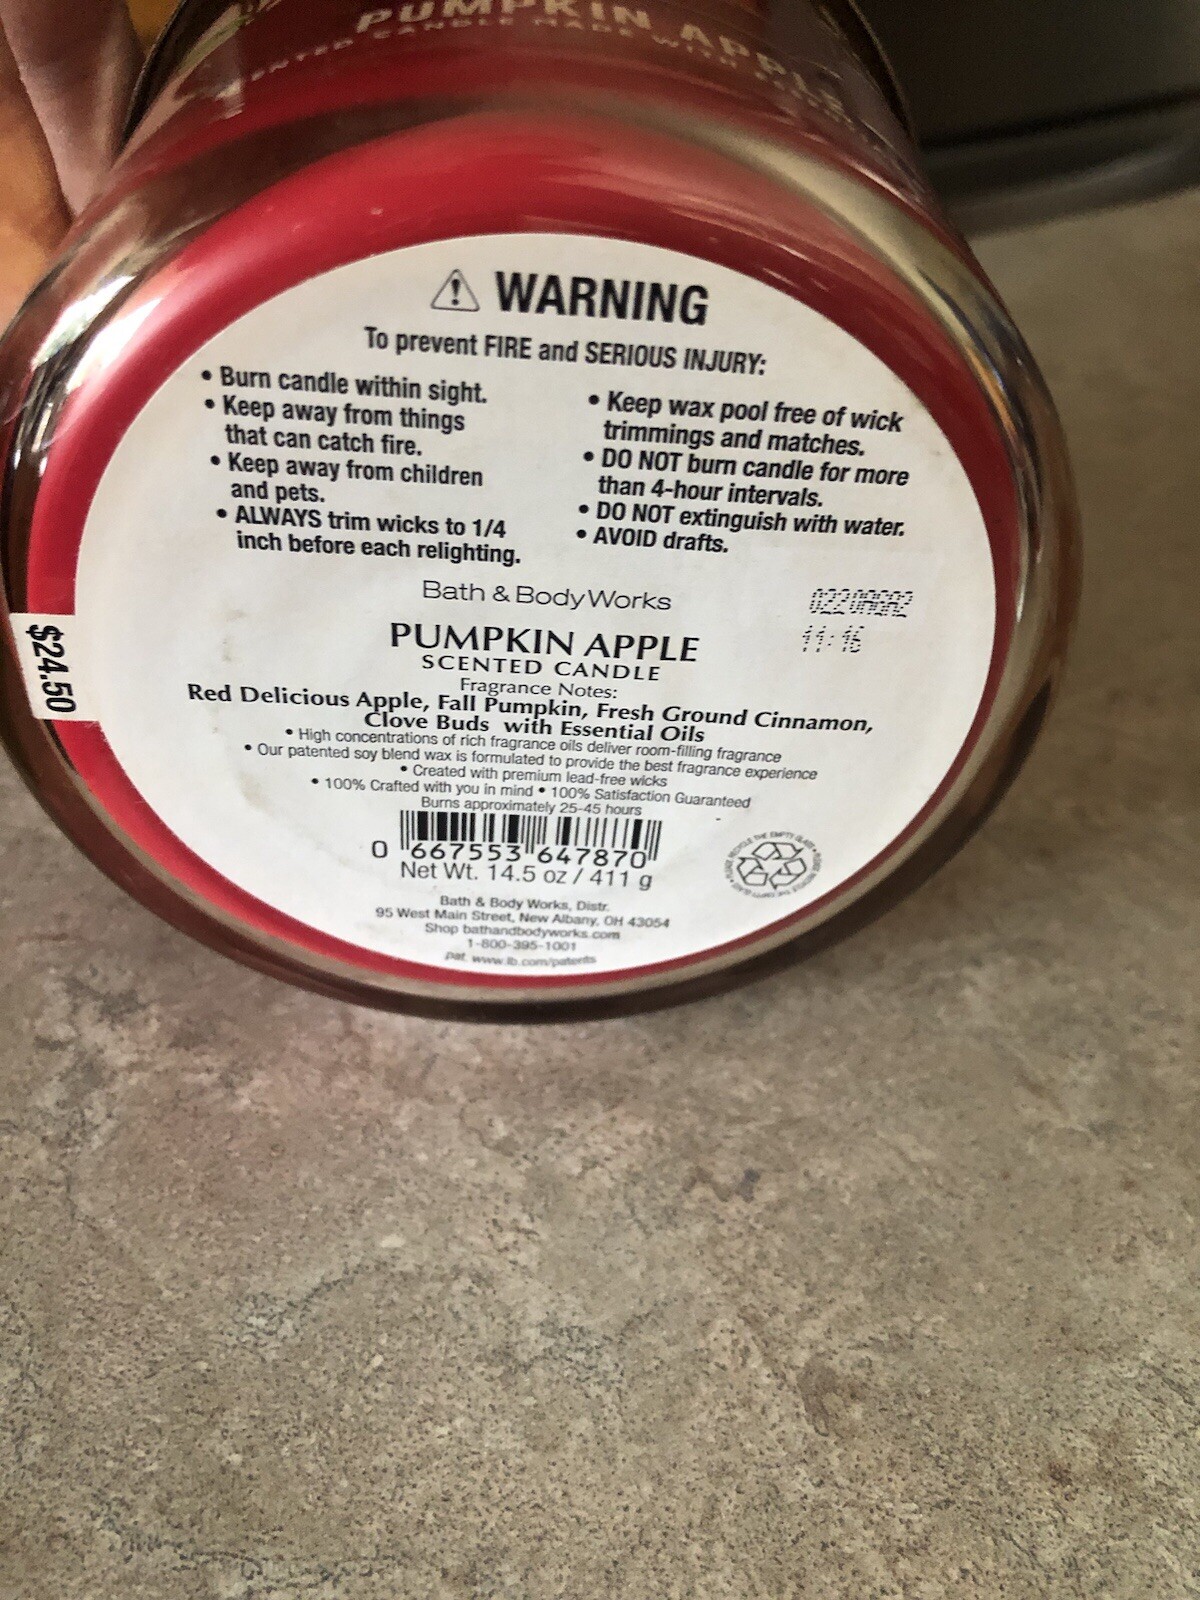 PUMPKIN APPLE
SCENTED CANDLE MADE WITH
WARNING
To prevent FIRE and SERIOUS INJURY:
• Burn candle within sight.
• Keep away from things
that can catch fire.
• Keep away from children
and pets.
• ALWAYS trim wicks to 1/4
inch before each relighting.
• Keep wax pool free of wick
trimmings and matches.
• DO NOT burn candle for more
than 4-hour intervals.
• DO NOT extinguish with water.
• AVOID drafts.
Bath & Body Works
11:16
PUMPKIN APPLE
SCENTED CANDLE
Fragrance Notes:
Red Delicious Apple, Fall Pumpkin, Fresh Ground Cinnamon,
Clove Buds with Essential Oils
• High concentrations of rich fragrance oils deliver room-filling fragrance
• Our patented soy blend wax is formulated to provide the best fragrance experience
• Created with premium lead-free wicks
• 100% Crafted with you in mind • 100% Satisfaction Guaranteed
Burns approximately 25-45 hours
0 667553 647870
Net Wt. 14.5 oz / 411 g
Bath & Body Works, Distr.
95 West Main Street, New Albany, OH 43054
Shop bathandbodyworks.com
1-800-395-1001
pat. www.lb.com/patents
$24.50